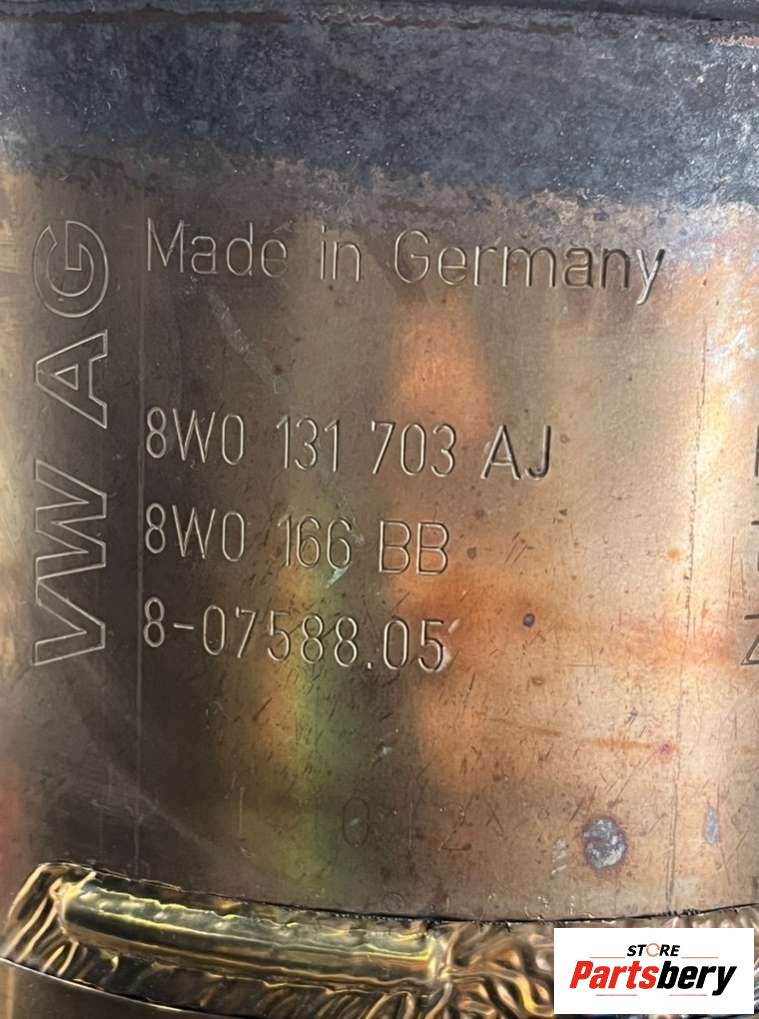 VW AG
Made in Germany
8W0 131 703 AJ
8W0 166 BB
8-07588.05
STORE
Partsbery